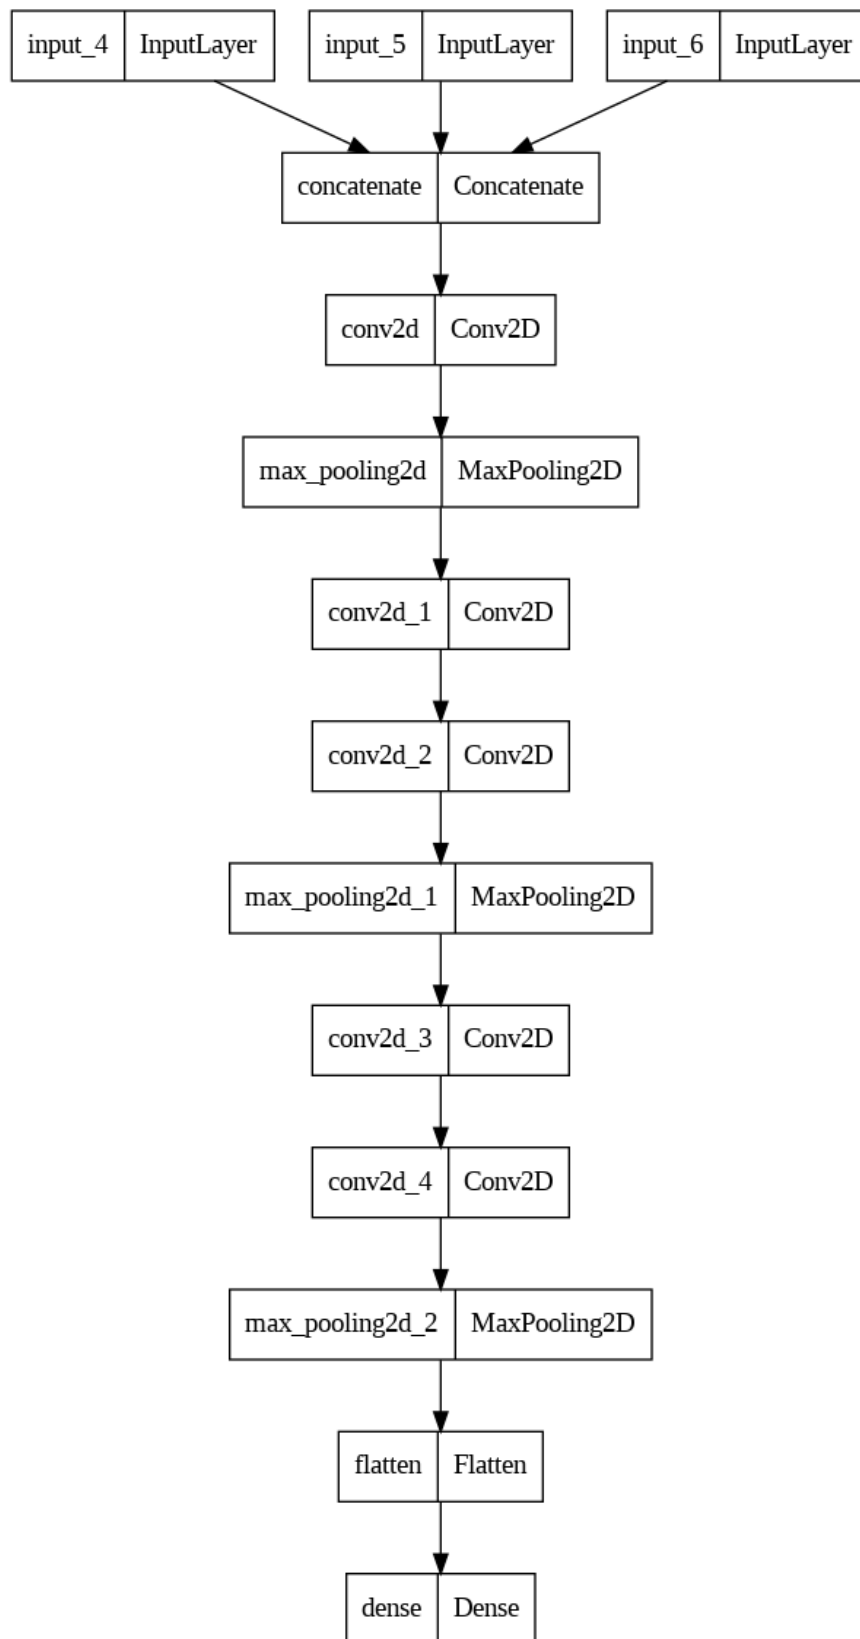 input_4 InputLayer input_5 InputLayer input_6 InputLayer
concatenate Concatenate
conv2d Conv2D
max_pooling2d MaxPooling2D
conv2d_1 Conv2D
conv2d_2 Conv2D
max_pooling2d_1 MaxPooling2D
conv2d_3 Conv2D
conv2d_4 Conv2D
max_pooling2d_2 MaxPooling2D
flatten Flatten
dense Dense